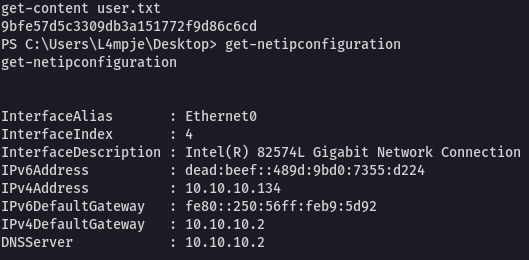 get-content user.txt
9bfe57d5c3309db3a151772f9d86c6cd
PS C:\Users\L4mpje\Desktop> get-netipconfiguration
get-netipconfiguration
InterfaceAlias : Ethernet0
InterfaceIndex : 4
InterfaceDescription : Intel(R) 82574L Gigabit Network Connection
IPv6Address : dead:beef::489d:9bd0:7355:d224
IPv4Address : 10.10.10.134
IPv6DefaultGateway : fe80::250:56ff:feb9:5d92
IPv4DefaultGateway : 10.10.10.2
DNSServer : 10.10.10.2